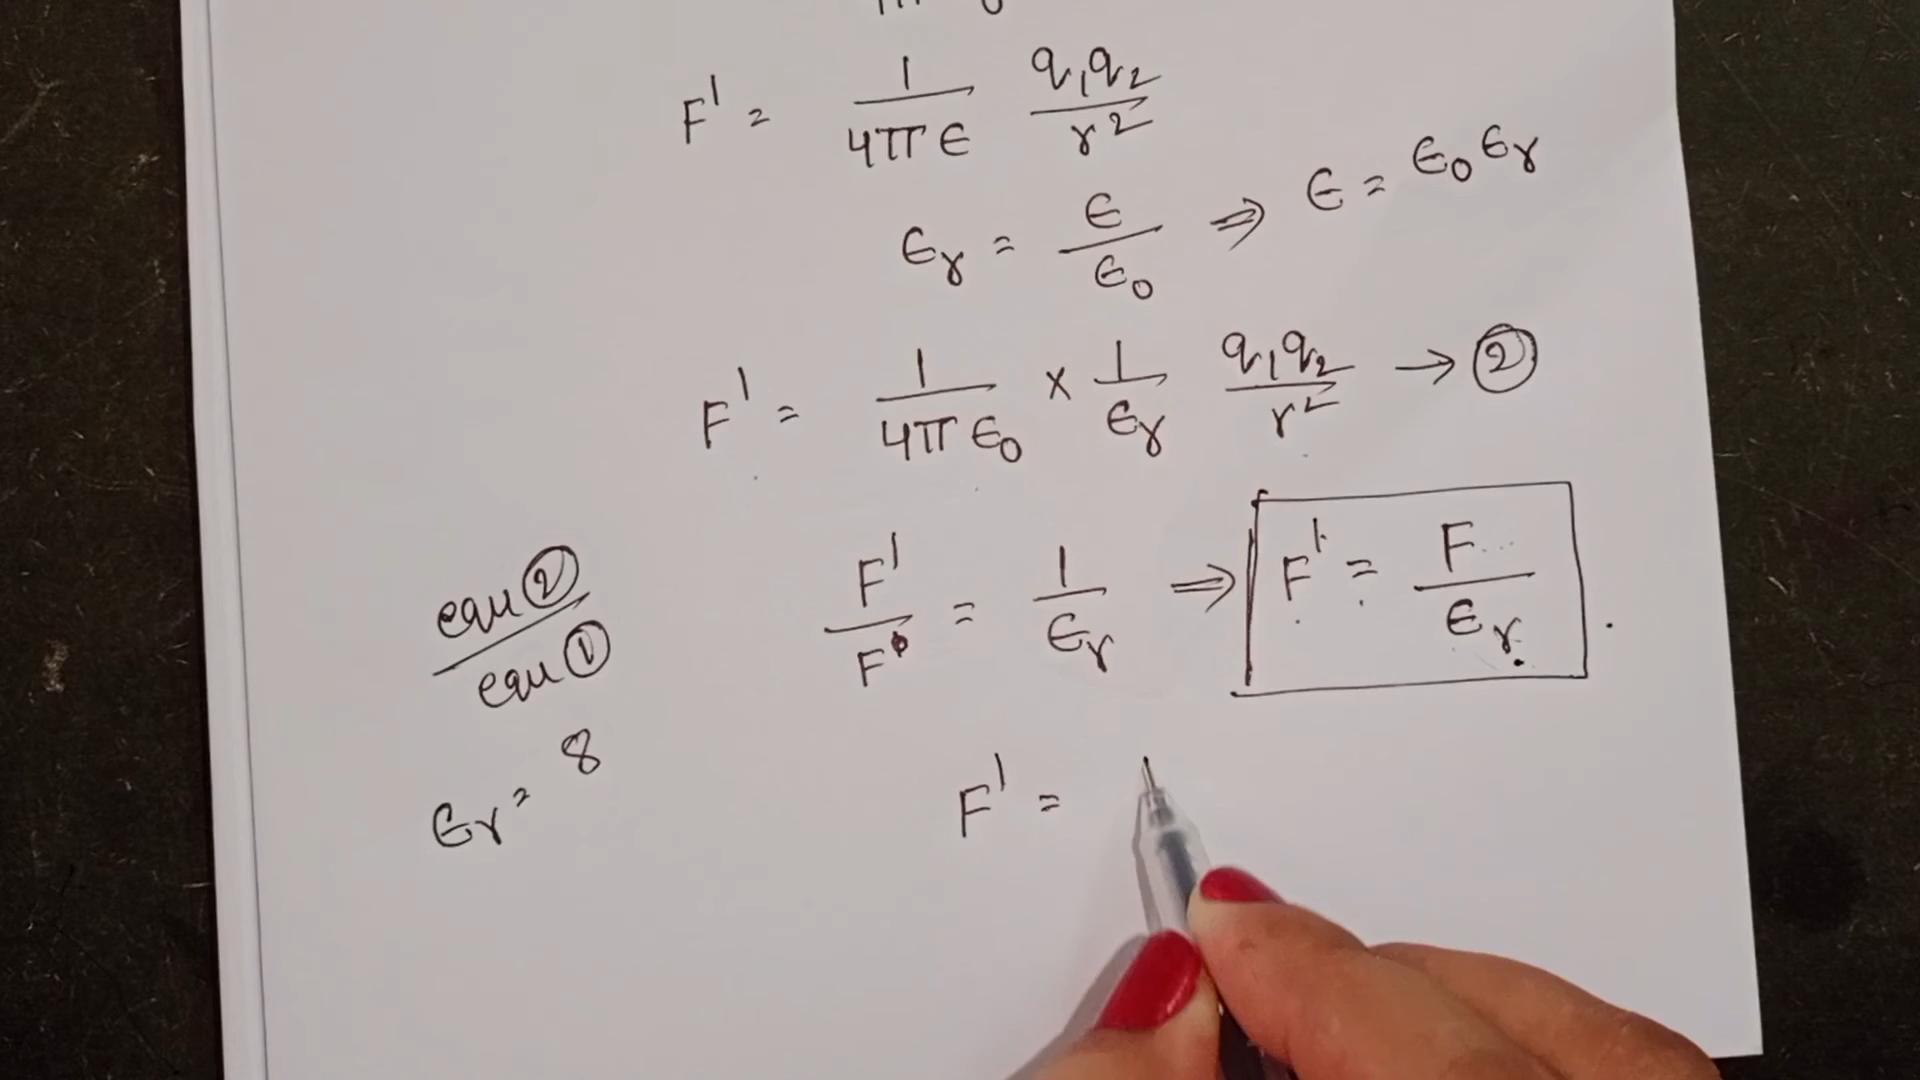 F' = 1/4πϵ q₁q₂/r²
ϵr = ϵ/ϵ₀ ⇒ ϵ = ϵ₀ϵr
F' = 1/4πϵ₀ × 1/ϵr q₁q₂/r² → ②
equ② / equ① F'/F = 1/ϵr ⇒ F' = F/ϵr .
ϵr = 8 F' =